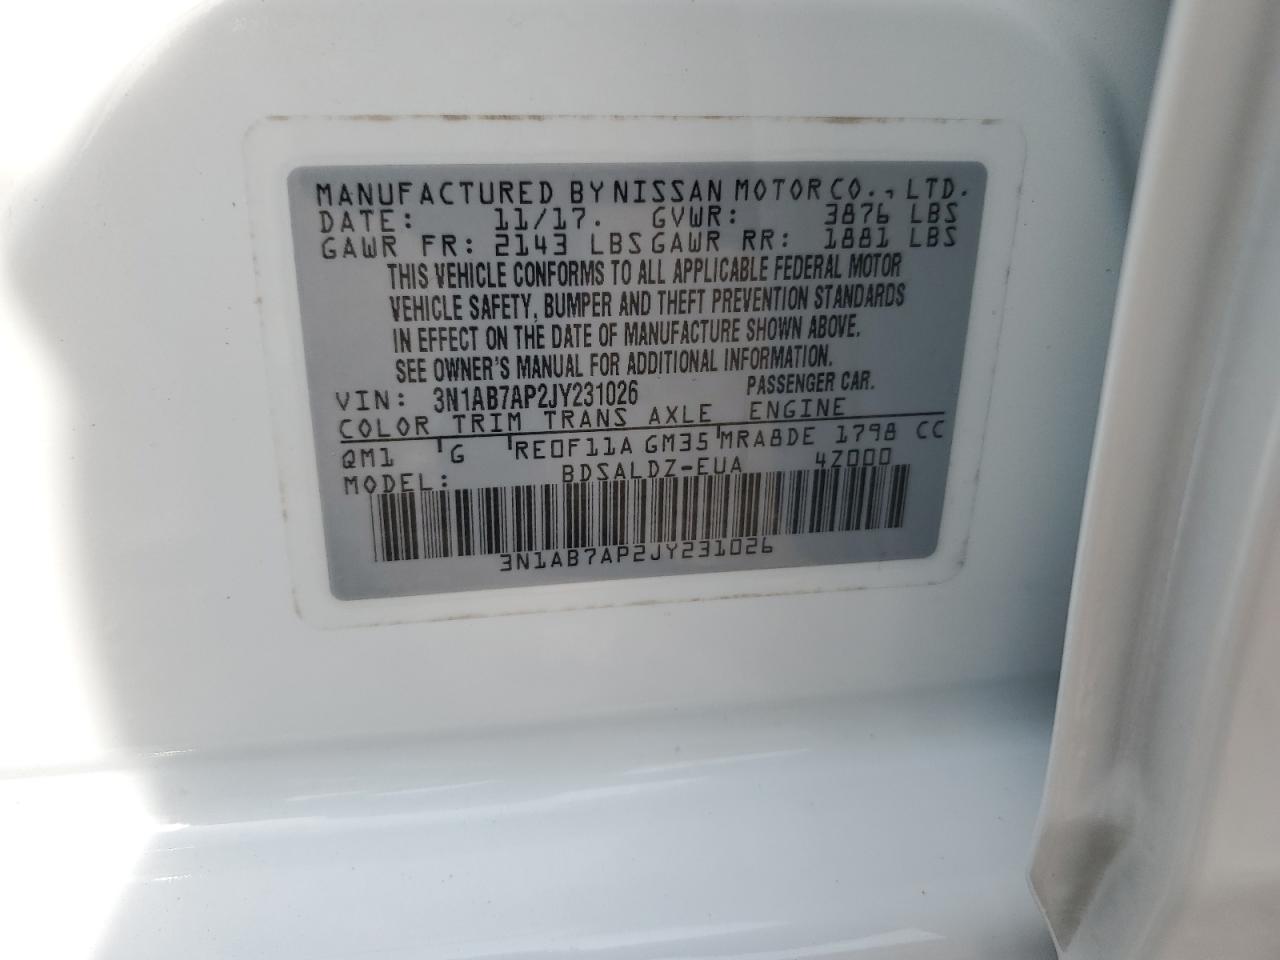 MANUFACTURED BY NISSAN MOTOR CO., LTD.
DATE: 11/17. GVWR: 3876 LBS
GAWR FR: 2143 LBS GAWR RR: 1881 LBS
THIS VEHICLE CONFORMS TO ALL APPLICABLE FEDERAL MOTOR
VEHICLE SAFETY, BUMPER AND THEFT PREVENTION STANDARDS
IN EFFECT ON THE DATE OF MANUFACTURE SHOWN ABOVE.
SEE OWNER'S MANUAL FOR ADDITIONAL INFORMATION.
VIN: 3N1AB7AP2JY231026 PASSENGER CAR.
COLOR TRIM TRANS AXLE ENGINE
QM1 G RE0F11A GM35 MRA8DE 1798 CC
MODEL: BDSALDZ-EUA 4Z000
3N1AB7AP2JY231026